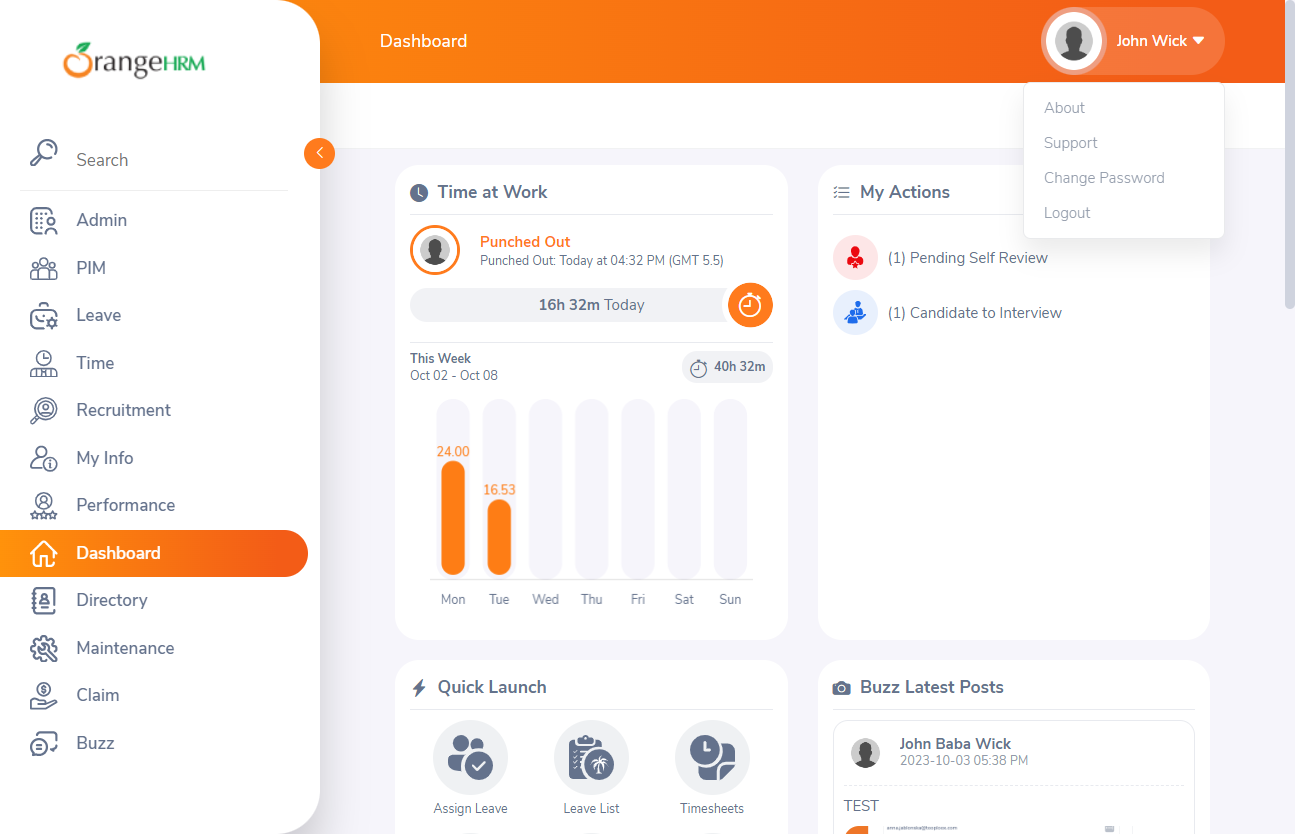 OrangeHRM
Dashboard
John Wick
About
Support
Change Password
Logout
Search
Admin
PIM
Leave
Time
Recruitment
My Info
Performance
Dashboard
Directory
Maintenance
Claim
Buzz
Time at Work
Punched Out
Punched Out: Today at 04:32 PM (GMT 5.5)
16h 32m Today
This Week
Oct 02 - Oct 08
40h 32m
24.00
16.53
Mon Tue Wed Thu Fri Sat Sun
My Actions
(1) Pending Self Review
(1) Candidate to Interview
Quick Launch
Assign Leave
Leave List
Timesheets
Buzz Latest Posts
John Baba Wick
2023-10-03 05:38 PM
TEST